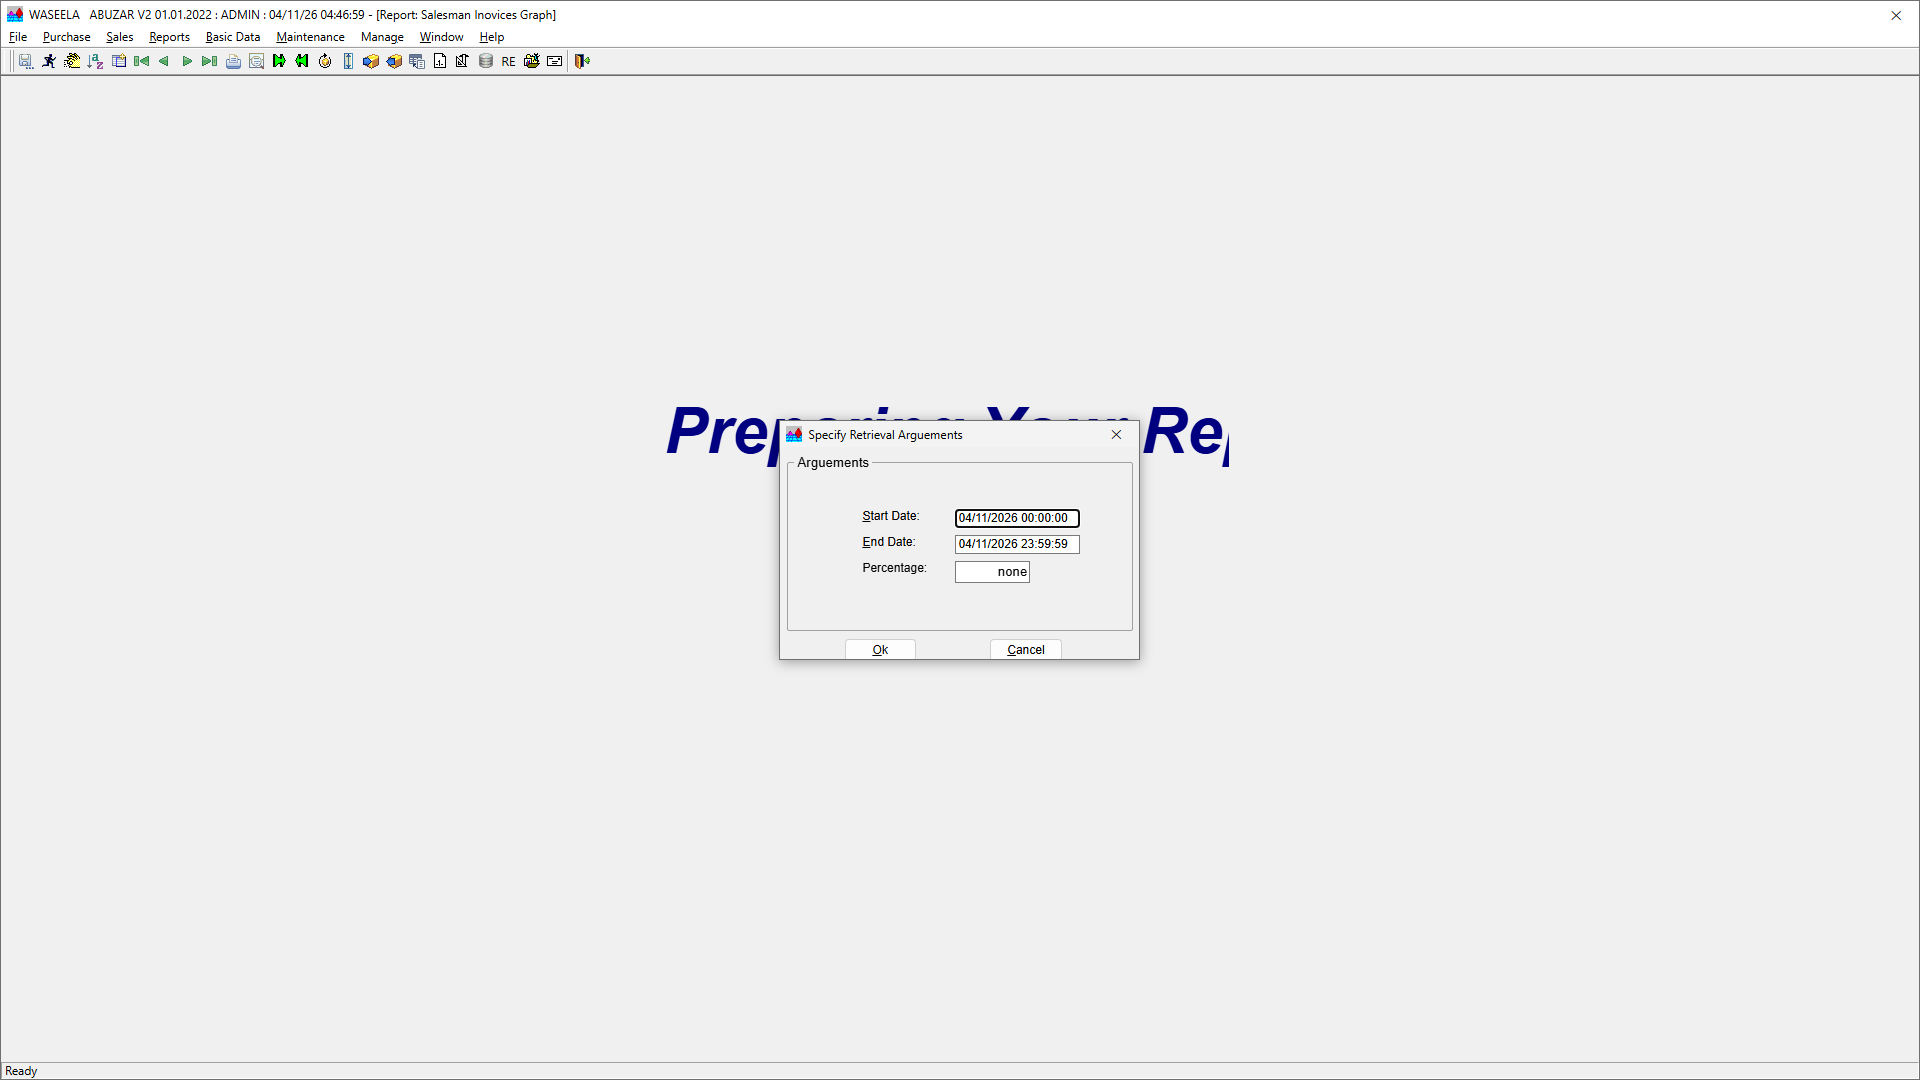 WASEELA ABUZAR V2 01.01.2022 : ADMIN : 04/11/26 04:46:59 - [Report: Salesman Inovices Graph]
File Purchase Sales Reports Basic Data Maintenance Manage Window Help
RE
Specify Retrieval Arguements
Arguements
Start Date: 04/11/2026 00:00:00
End Date: 04/11/2026 23:59:59
Percentage: none
Ok Cancel
Ready